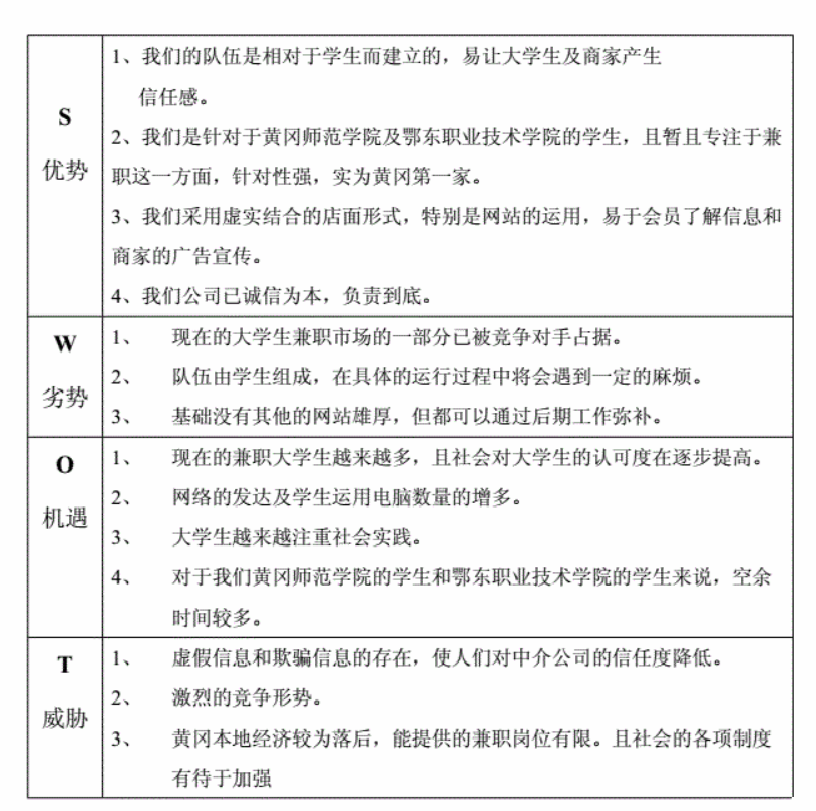 S
优势
1、我们的队伍是相对于学生而建立的，易让大学生及商家产生
信任感。
2、我们是针对于黄冈师范学院及鄂东职业技术学院的学生，且暂且专注于兼
职这一方面，针对性强，实为黄冈第一家。
3、我们采用虚实结合的店面形式，特别是网站的运用，易于会员了解信息和
商家的广告宣传。
4、我们公司已诚信为本，负责到底。
W
劣势
1、 现在的大学生兼职市场的一部分已被竞争对手占据。
2、 队伍由学生组成，在具体的运行过程中将会遇到一定的麻烦。
3、 基础没有其他的网站雄厚，但都可以通过后期工作弥补。
O
机遇
1、 现在的兼职大学生越来越多，且社会对大学生的认可度在逐步提高。
2、 网络的发达及学生运用电脑数量的增多。
3、 大学生越来越注重社会实践。
4、 对于我们黄冈师范学院的学生和鄂东职业技术学院的学生来说，空余
时间较多。
T
威胁
1、 虚假信息和欺骗信息的存在，使人们对中介公司的信任度降低。
2、 激烈的竞争形势。
3、 黄冈本地经济较为落后，能提供的兼职岗位有限。且社会的各项制度
有待于加强